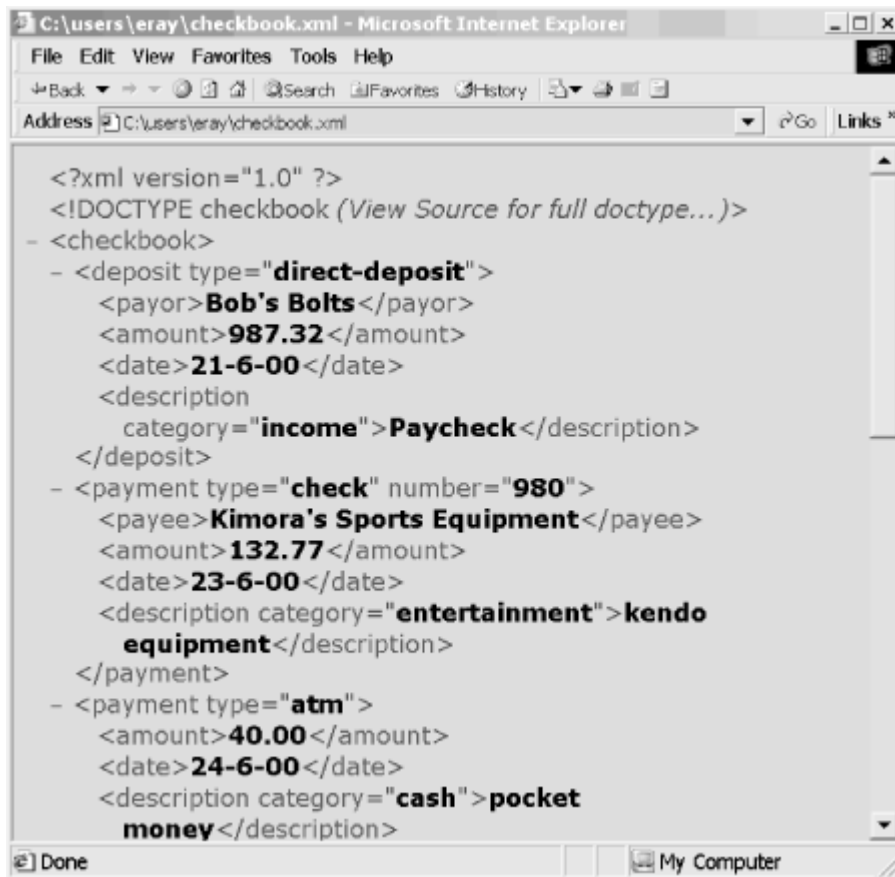 C:\users\eray\checkbook.xml - Microsoft Internet Explorer
File Edit View Favorites Tools Help
Back Search Favorites History
Address C:\users\eray\checkbook.xml Go Links »
<?xml version="1.0" ?>
<!DOCTYPE checkbook (View Source for full doctype...)>
- <checkbook>
- <deposit type="direct-deposit">
<payor>Bob's Bolts</payor>
<amount>987.32</amount>
<date>21-6-00</date>
<description
category="income">Paycheck</description>
</deposit>
- <payment type="check" number="980">
<payee>Kimora's Sports Equipment</payee>
<amount>132.77</amount>
<date>23-6-00</date>
<description category="entertainment">kendo
equipment</description>
</payment>
- <payment type="atm">
<amount>40.00</amount>
<date>24-6-00</date>
<description category="cash">pocket
money</description>
Done My Computer